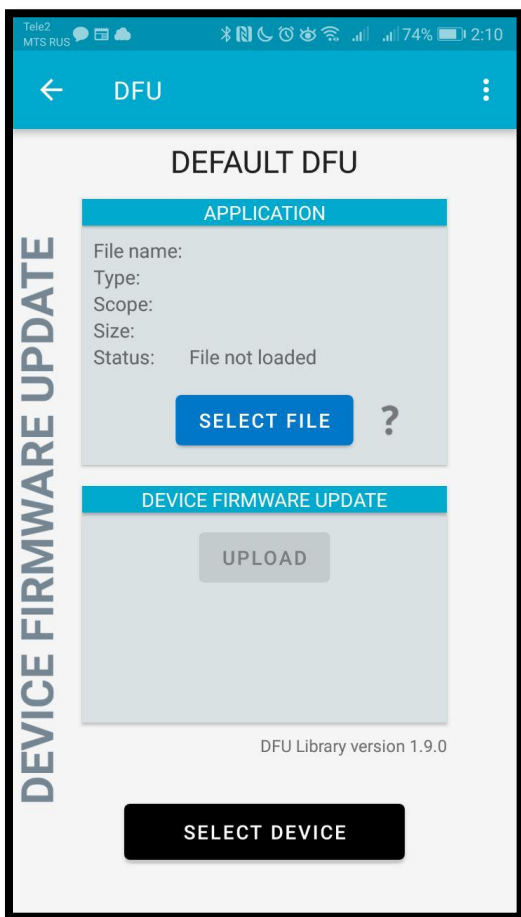 Tele2
MTS RUS
74% 2:10
DFU
DEFAULT DFU
DEVICE FIRMWARE UPDATE
APPLICATION
File name:
Type:
Scope:
Size:
Status: File not loaded
SELECT FILE ?
DEVICE FIRMWARE UPDATE
UPLOAD
DFU Library version 1.9.0
SELECT DEVICE